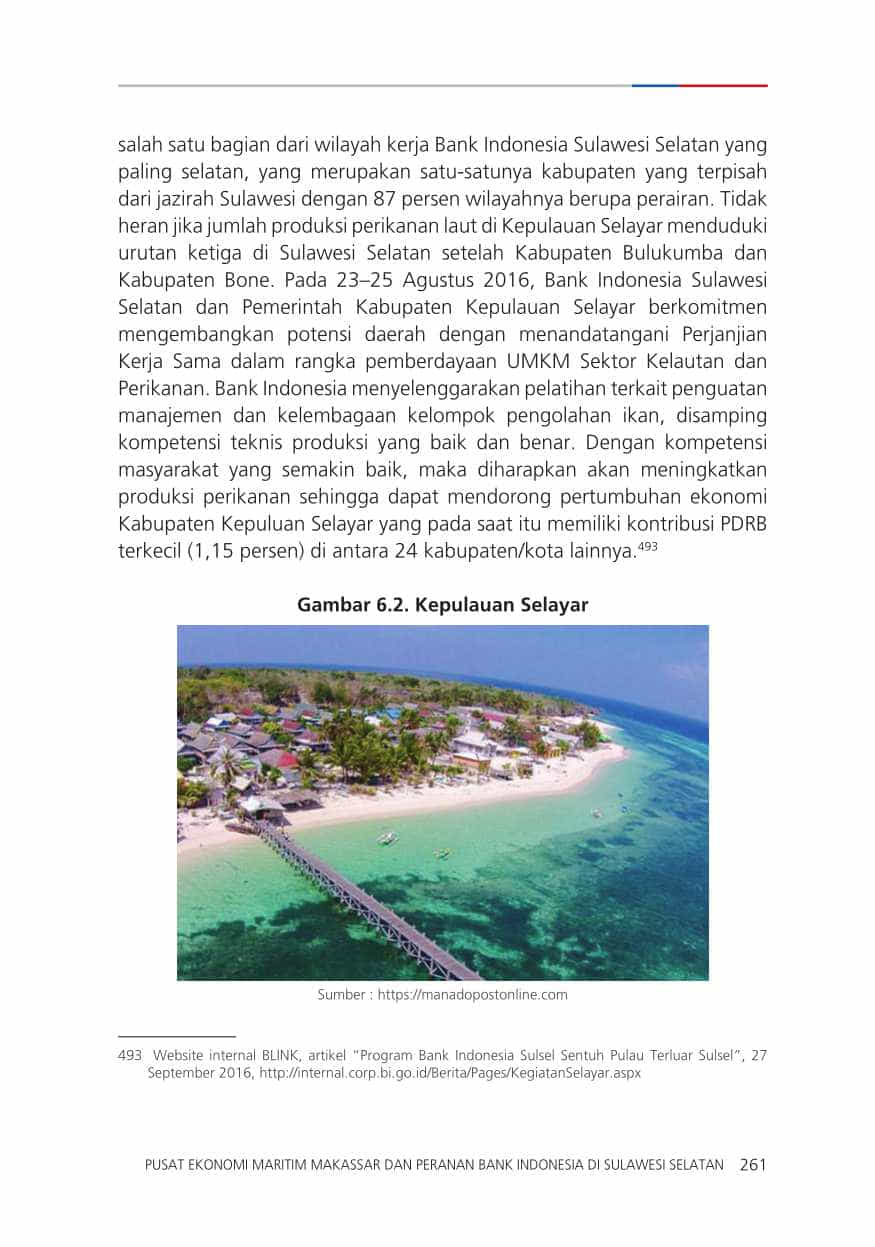 salah satu bagian dari wilayah kerja Bank Indonesia Sulawesi Selatan yang
paling selatan, yang merupakan satu-satunya kabupaten yang terpisah
dari jazirah Sulawesi dengan 87 persen wilayahnya berupa perairan. Tidak
heran jika jumlah produksi perikanan laut di Kepulauan Selayar menduduki
urutan ketiga di Sulawesi Selatan setelah Kabupaten Bulukumba dan
Kabupaten Bone. Pada 23–25 Agustus 2016, Bank Indonesia Sulawesi
Selatan dan Pemerintah Kabupaten Kepulauan Selayar berkomitmen
mengembangkan potensi daerah dengan menandatangani Perjanjian
Kerja Sama dalam rangka pemberdayaan UMKM Sektor Kelautan dan
Perikanan. Bank Indonesia menyelenggarakan pelatihan terkait penguatan
manajemen dan kelembagaan kelompok pengolahan ikan, disamping
kompetensi teknis produksi yang baik dan benar. Dengan kompetensi
masyarakat yang semakin baik, maka diharapkan akan meningkatkan
produksi perikanan sehingga dapat mendorong pertumbuhan ekonomi
Kabupaten Kepuluan Selayar yang pada saat itu memiliki kontribusi PDRB
terkecil (1,15 persen) di antara 24 kabupaten/kota lainnya.493
Gambar 6.2. Kepulauan Selayar
Sumber : https://manadopostonline.com
493 Website internal BLINK, artikel “Program Bank Indonesia Sulsel Sentuh Pulau Terluar Sulsel”, 27
September 2016, http://internal.corp.bi.go.id/Berita/Pages/KegiatanSelayar.aspx
PUSAT EKONOMI MARITIM MAKASSAR DAN PERANAN BANK INDONESIA DI SULAWESI SELATAN 261